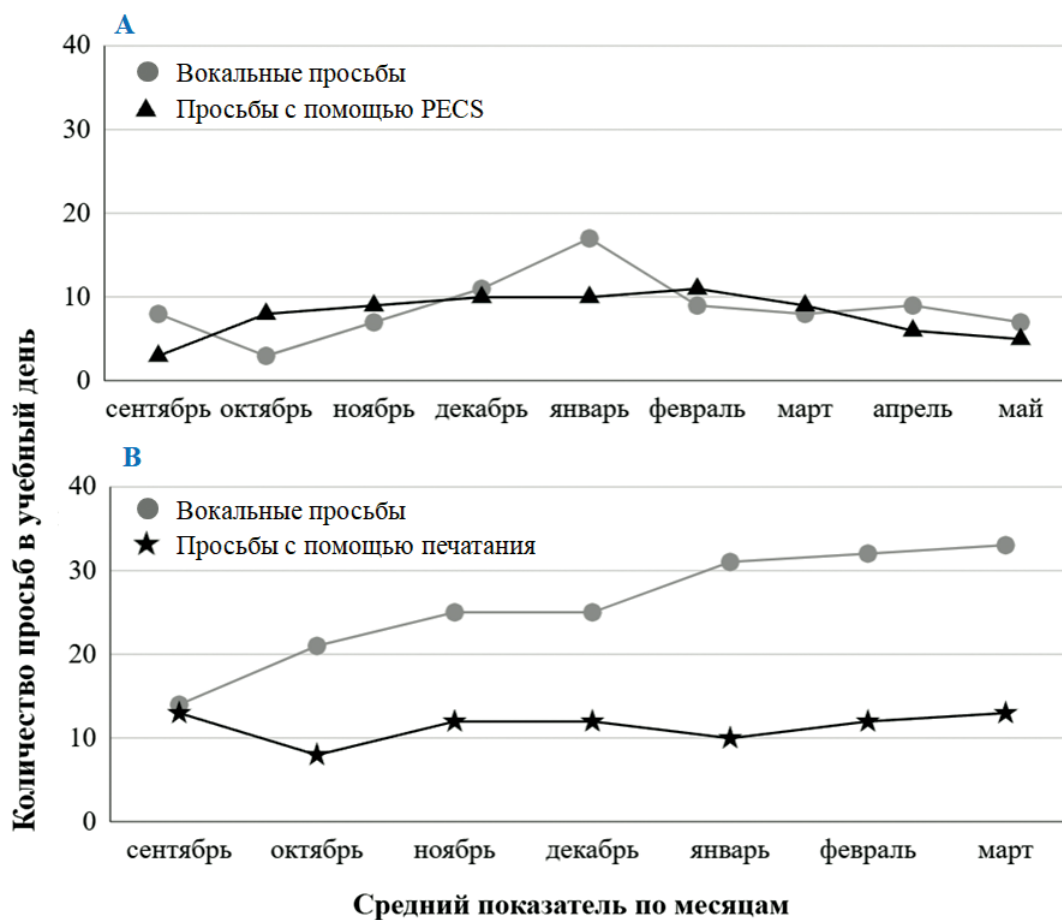 A
40
Вокальные просьбы
Просьбы с помощью PECS
30
20
10
0
сентябрь октябрь ноябрь декабрь январь февраль март апрель май
Количество просьб в учебный день
B
40
Вокальные просьбы
Просьбы с помощью печатания
30
20
10
0
сентябрь октябрь ноябрь декабрь январь февраль март
Средний показатель по месяцам